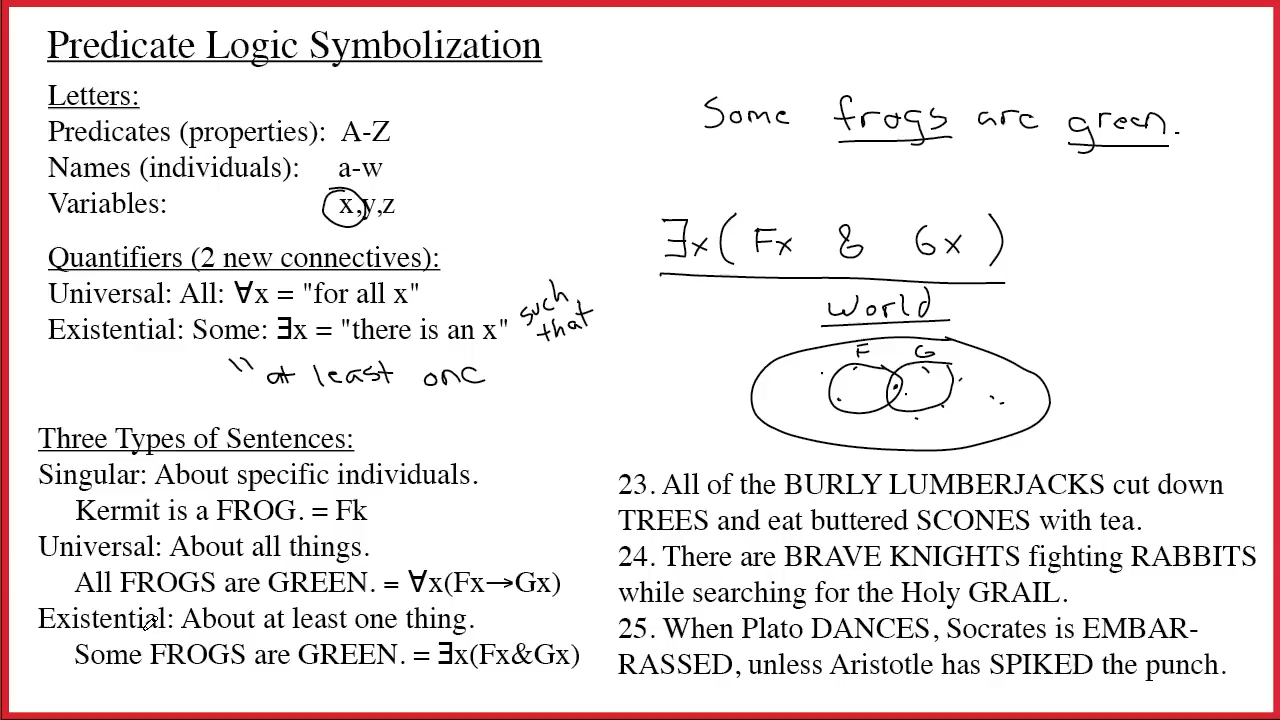 Predicate Logic Symbolization
Letters:
Predicates (properties): A-Z
Names (individuals): a-w
Variables: x,y,z
Quantifiers (2 new connectives):
Universal: All: ∀x = "for all x"
Existential: Some: ∃x = "there is an x" such
that
" at least one
Three Types of Sentences:
Singular: About specific individuals.
Kermit is a FROG. = Fk
Universal: About all things.
All FROGS are GREEN. = ∀x(Fx→Gx)
Existential: About at least one thing.
Some FROGS are GREEN. = ∃x(Fx&Gx)
Some frogs are green.
∃x( Fx & Gx )
World
F G
23. All of the BURLY LUMBERJACKS cut down
TREES and eat buttered SCONES with tea.
24. There are BRAVE KNIGHTS fighting RABBITS
while searching for the Holy GRAIL.
25. When Plato DANCES, Socrates is EMBAR-
RASSED, unless Aristotle has SPIKED the punch.